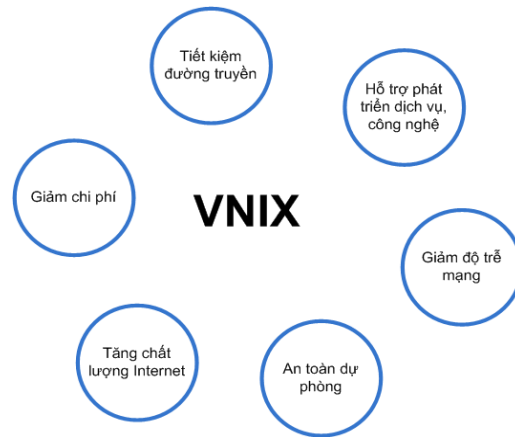 Tiết kiệm
đường truyền
Hỗ trợ phát
triển dịch vụ,
công nghệ
Giảm chi phí
VNIX
Giảm độ trễ
mạng
Tăng chất
lượng Internet
An toàn dự
phòng